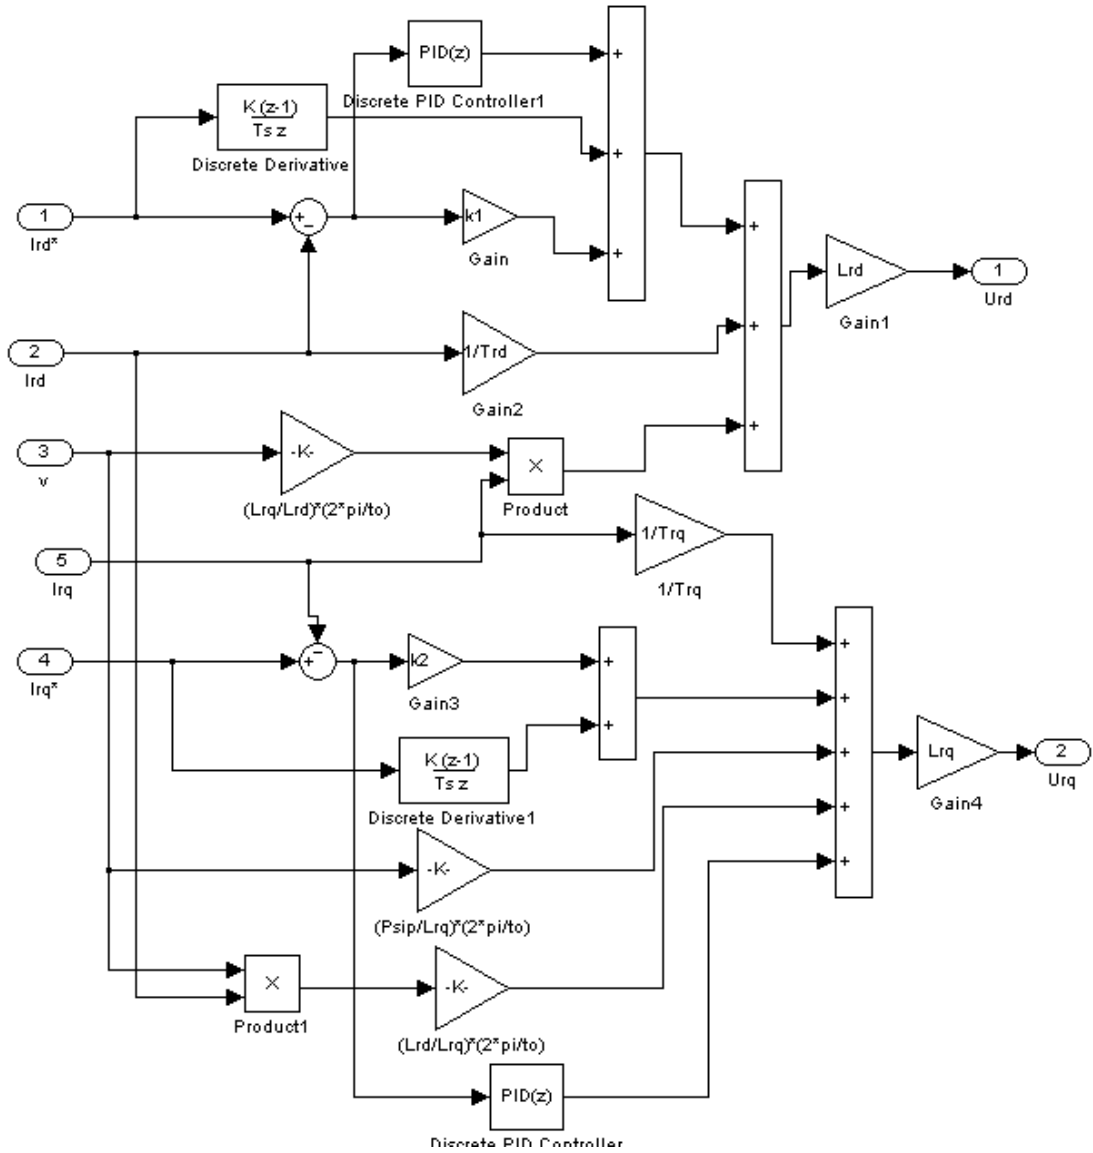 PID(z)
+
Discrete PID Controller1
K (z-1)
Ts z
+
Discrete Derivative
1
Ird*
+
−
k1
Gain
+
+
Lrd
Gain1
1
Urd
2
Ird
1/Trd
Gain2
+
3
v
-K-
(Lrq/Lrd)*(2*pi/to)
×
Product
+
1/Trq
1/Trq
5
Irq
4
Irq*
+
−
k2
Gain3
+
+
K (z-1)
Ts z
Discrete Derivative1
+
+
+
+
+
Lrq
Gain4
2
Urq
-K-
(Psip/Lrq)*(2*pi/to)
×
Product1
-K-
(Lrd/Lrq)*(2*pi/to)
PID(z)
Discrete PID Controller